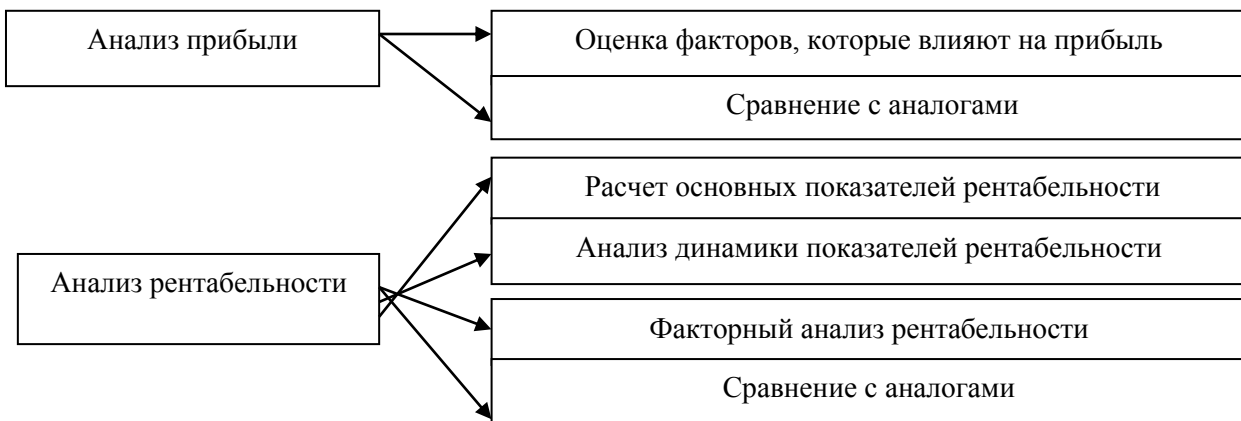 Анализ прибыли
Оценка факторов, которые влияют на прибыль
Сравнение с аналогами
Анализ рентабельности
Расчет основных показателей рентабельности
Анализ динамики показателей рентабельности
Факторный анализ рентабельности
Сравнение с аналогами